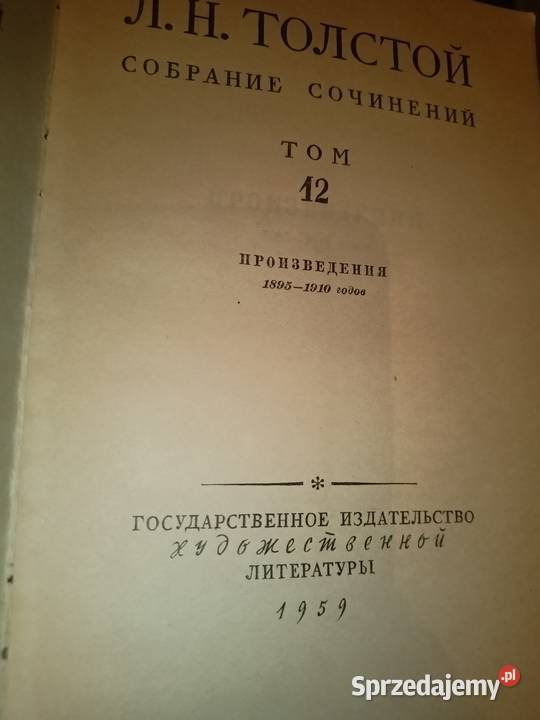 Л. Н. ТОЛСТОЙ
СОБРАНИЕ СОЧИНЕНИЙ
ТОМ
12
ПРОИЗВЕДЕНИЯ
1895—1910 годов
ГОСУДАРСТВЕННОЕ ИЗДАТЕЛЬСТВО
художественной
ЛИТЕРАТУРЫ
1959
Sprzedajemy.pl